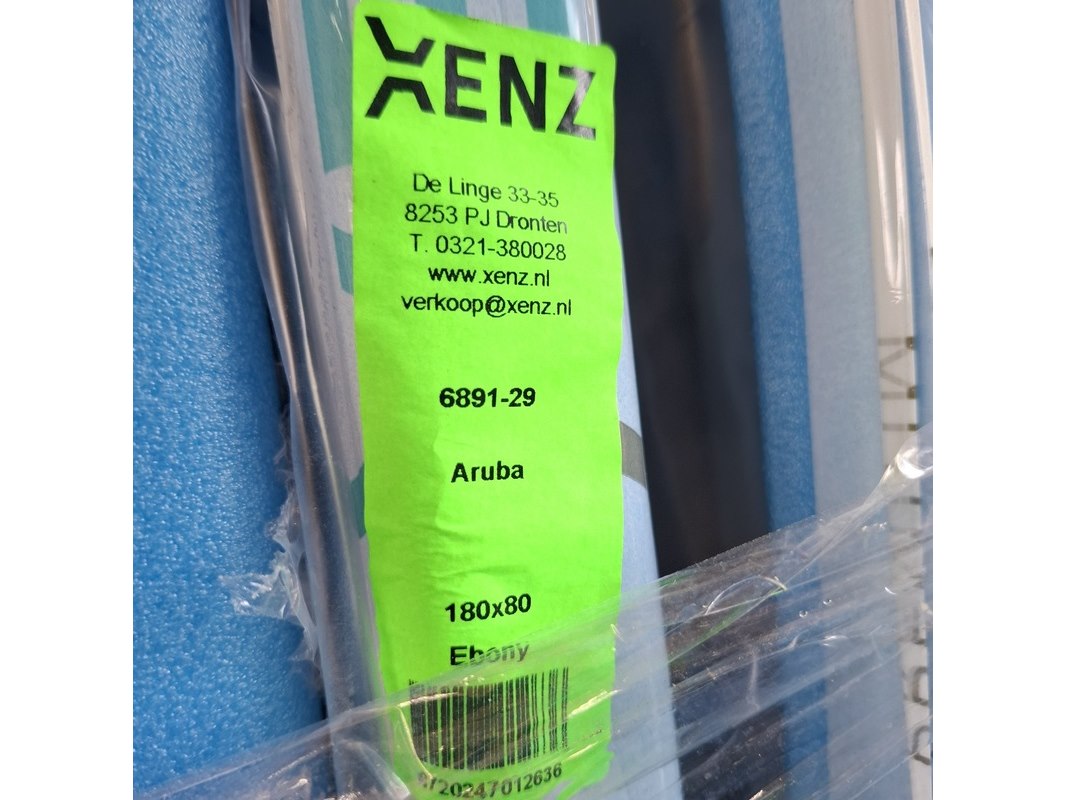 XENZ
De Linge 33-35
8253 PJ Dronten
T. 0321-380028
www.xenz.nl
verkoop@xenz.nl
6891-29
Aruba
180x80
Ebony
8720247012636